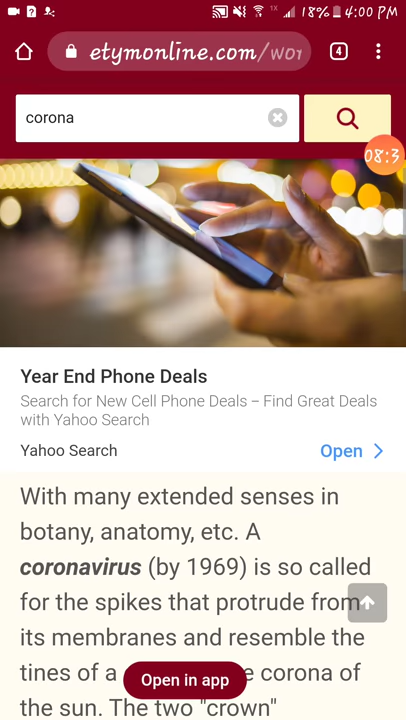 18% 4:00 PM
etymonline.com/wor
4
corona
08:3
Year End Phone Deals
Search for New Cell Phone Deals – Find Great Deals
with Yahoo Search
Yahoo Search
Open
With many extended senses in
botany, anatomy, etc. A
coronavirus (by 1969) is so called
for the spikes that protrude from
its membranes and resemble the
tines of a e corona of
Open in app
the sun. The two "crown"